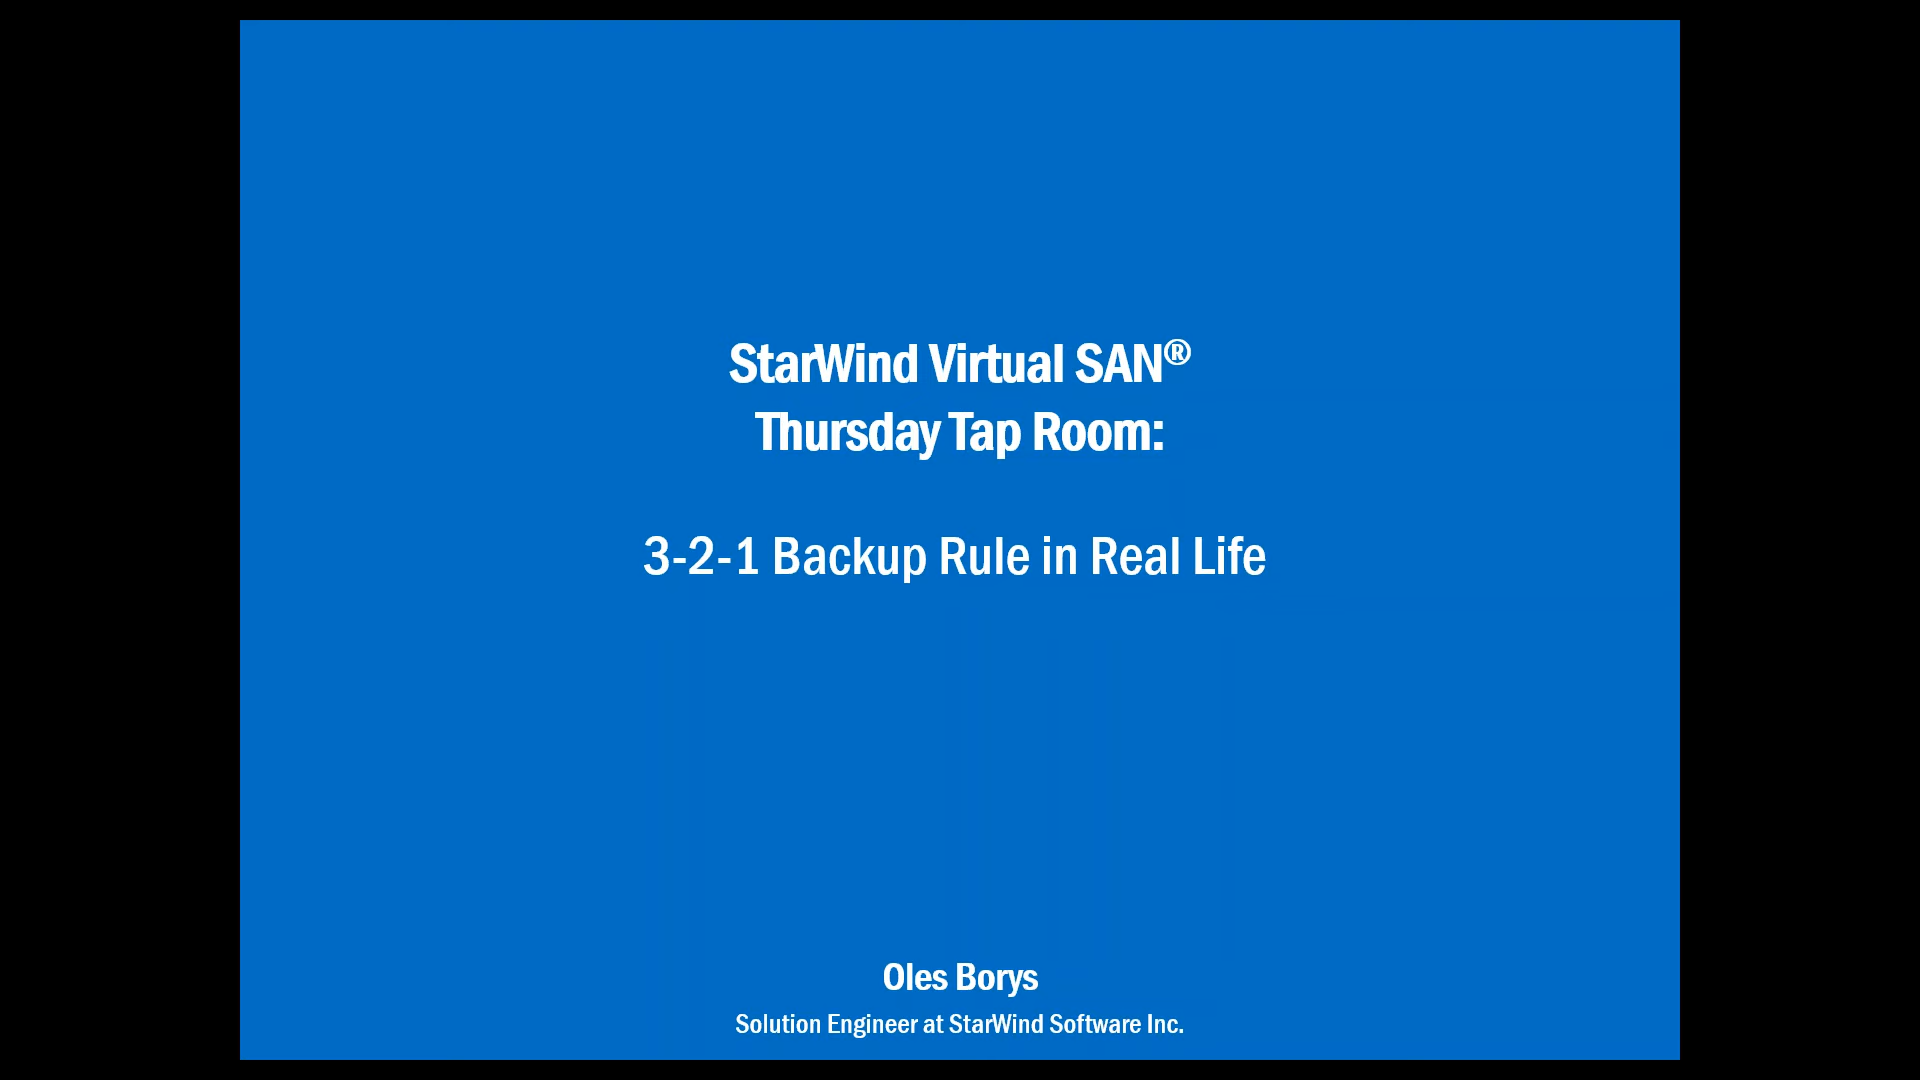 StarWind Virtual SAN®
Thursday Tap Room:
3-2-1 Backup Rule in Real Life
Oles Borys
Solution Engineer at StarWind Software Inc.